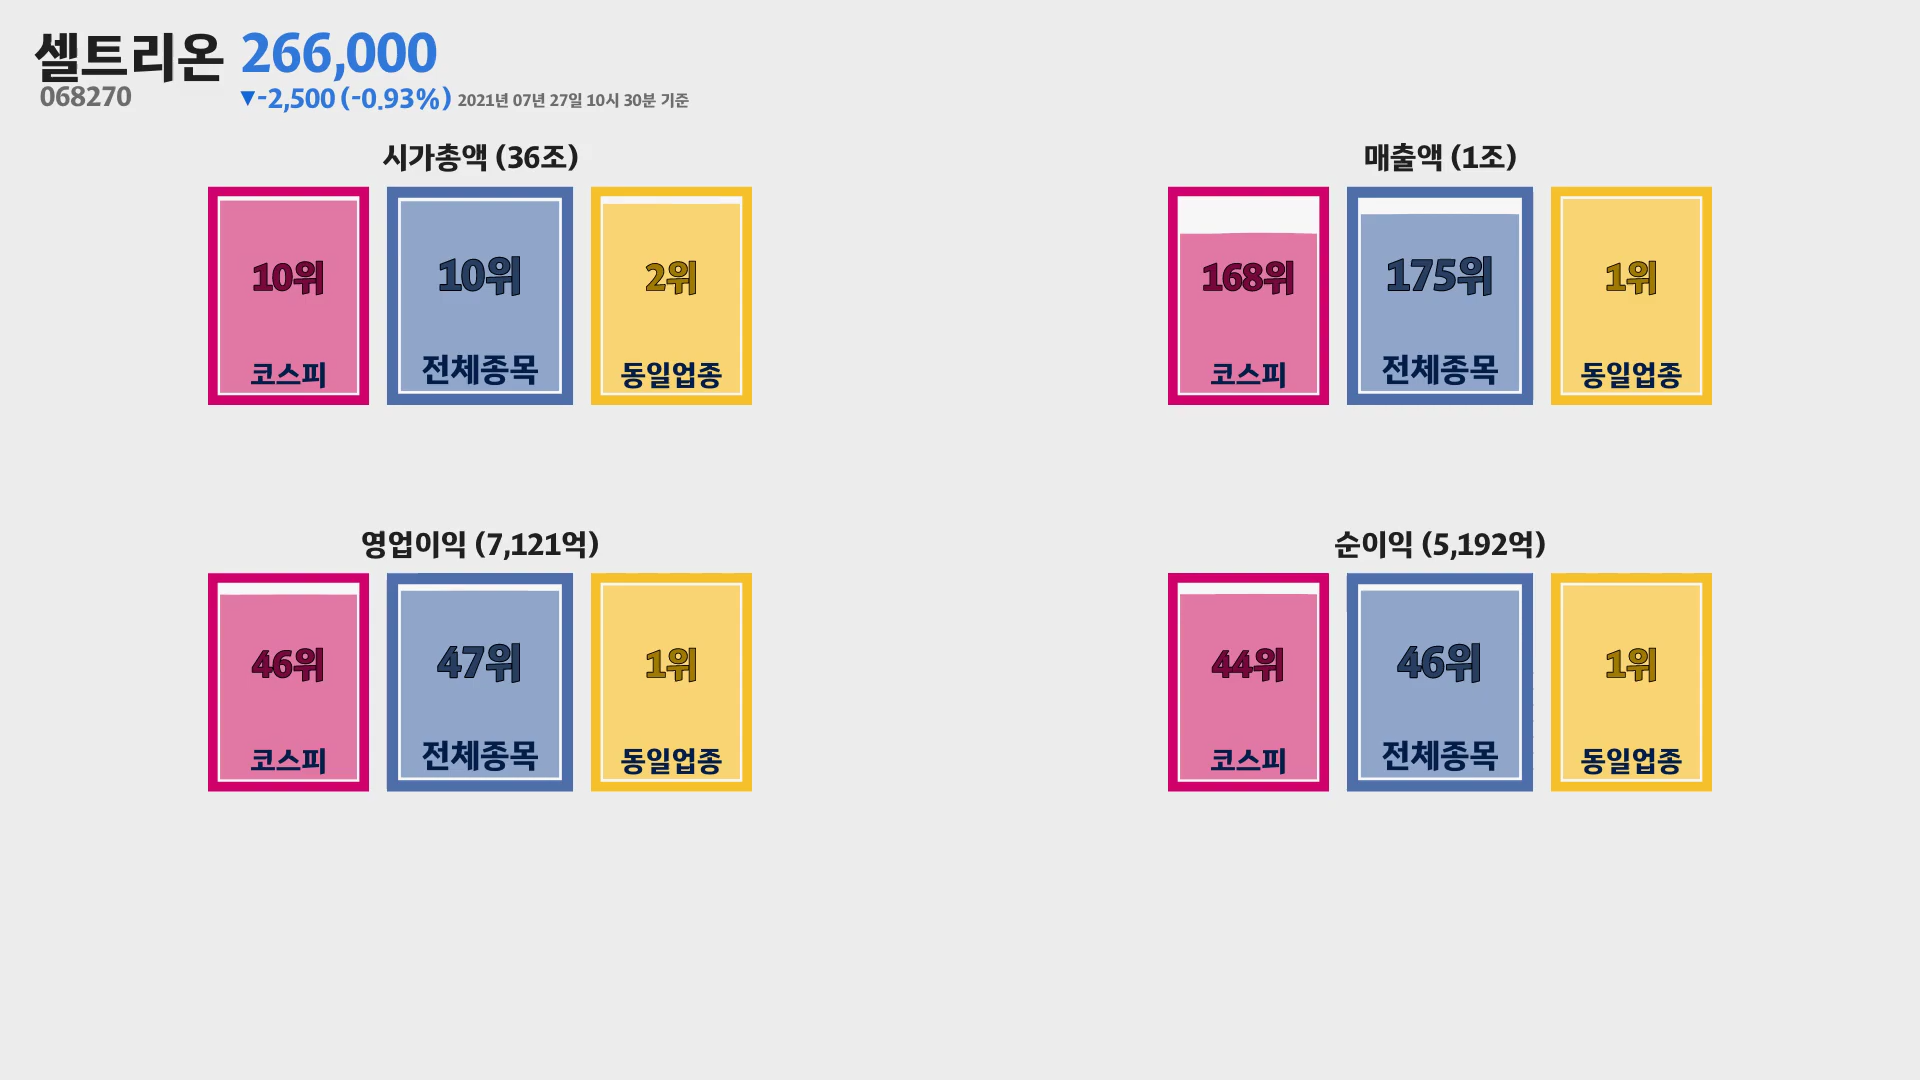 셀트리온 266,000
068270 ▼-2,500 (-0.93%) 2021년 07년 27일 10시 30분 기준
시가총액 (36조)
10위 10위 2위
코스피 전체종목 동일업종
매출액 (1조)
168위 175위 1위
코스피 전체종목 동일업종
영업이익 (7,121억)
46위 47위 1위
코스피 전체종목 동일업종
순이익 (5,192억)
44위 46위 1위
코스피 전체종목 동일업종